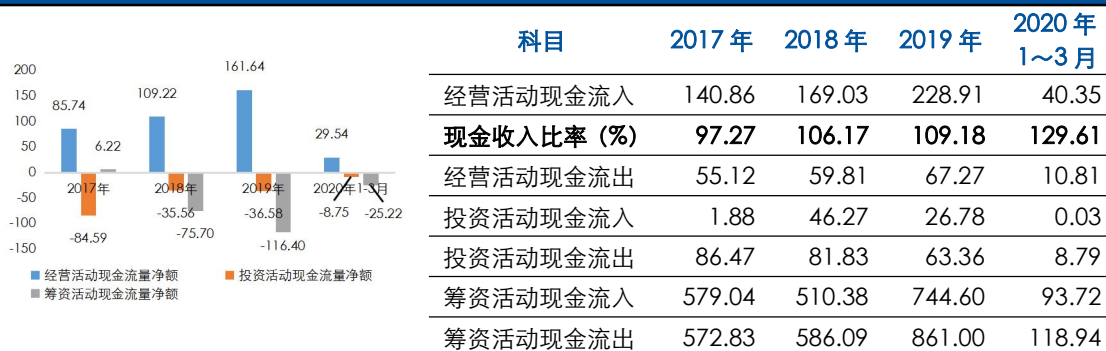 200
150
100
50
0
-50
-100
-150
85.74
6.22
-84.59
109.22
-35.56
-75.70
161.64
-36.58
-116.40
29.54
-8.75
-25.22
2017年
2018年
2019年
2020年1-3月
经营活动现金流量净额
投资活动现金流量净额
筹资活动现金流量净额
科目 2017 年 2018 年 2019 年 2020 年
1～3 月
经营活动现金流入 140.86 169.03 228.91 40.35
现金收入比率（%） 97.27 106.17 109.18 129.61
经营活动现金流出 55.12 59.81 67.27 10.81
投资活动现金流入 1.88 46.27 26.78 0.03
投资活动现金流出 86.47 81.83 63.36 8.79
筹资活动现金流入 579.04 510.38 744.60 93.72
筹资活动现金流出 572.83 586.09 861.00 118.94